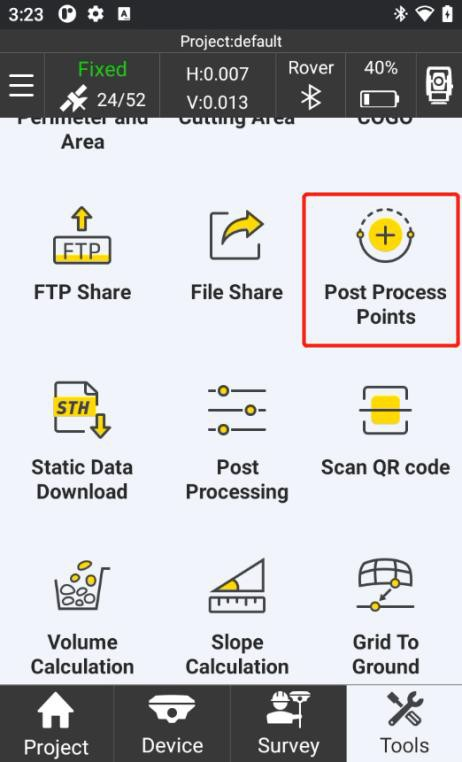 3:23
Project:default
Fixed
24/52
H:0.007
V:0.013
Rover
40%
Perimeter and
Area
Cutting Area
COGO
FTP
FTP Share
File Share
Post Process
Points
STH
Static Data
Download
Post
Processing
Scan QR code
Volume
Calculation
Slope
Calculation
Grid To
Ground
Project
Device
Survey
Tools